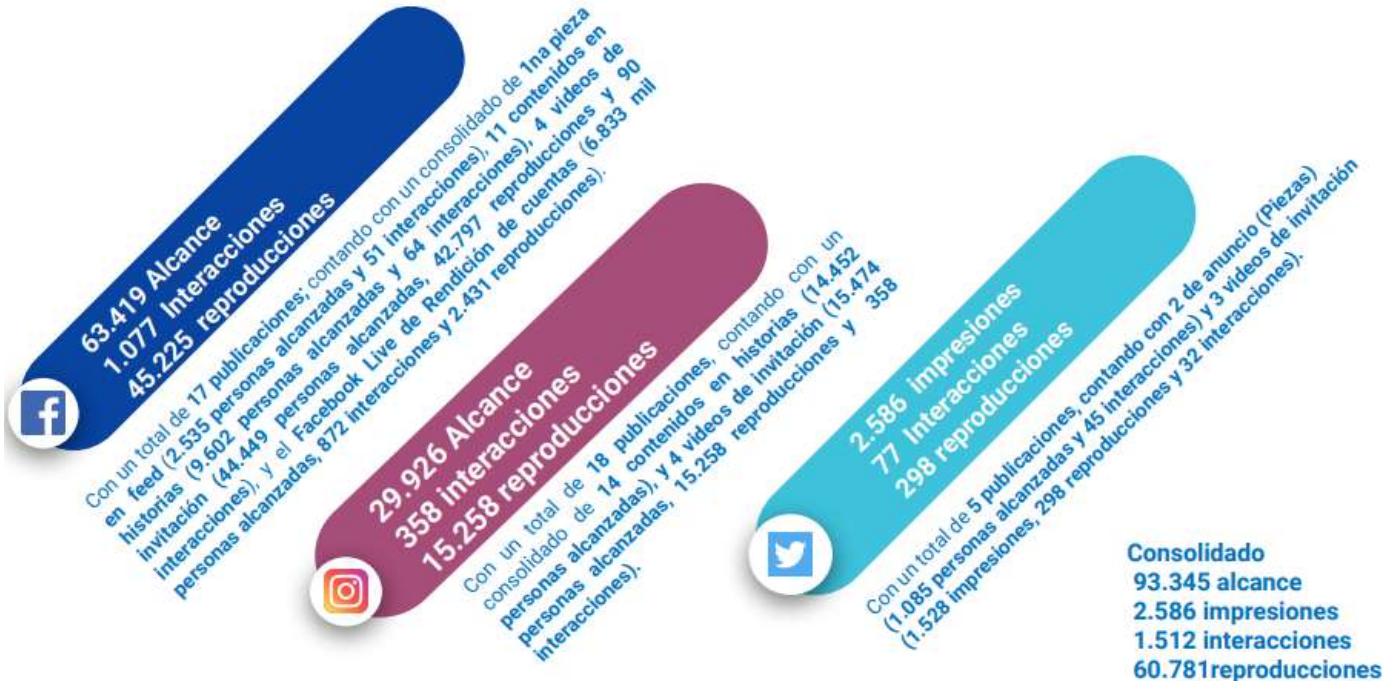 63.419 Alcance
1.077 Interacciones
45.225 reproducciones
Con un total de 17 publicaciones; contando con un consolidado de 1na pieza
en feed (2.535 personas alcanzadas y 51 interacciones), 11 contenidos en
historias (9.602 personas alcanzadas y 64 interacciones), 4 videos de
invitación (44.449 personas alcanzadas, 42.797 reproducciones y 90
interacciones), y el Facebook Live de Rendición de cuentas (6.833 mil
personas alcanzadas, 872 interacciones y 2.431 reproducciones).
29.926 Alcance
358 interacciones
15.258 reproducciones
Con un total de 18 publicaciones, contando con un
consolidado de 14 contenidos en historias (14.452
personas alcanzadas), y 4 videos de invitación (15.474
personas alcanzadas, 15.258 reproducciones y 358
interacciones).
2.586 impresiones
77 Interacciones
298 reproducciones
Con un total de 5 publicaciones, contando con 2 de anuncio (Piezas)
(1.085 personas alcanzadas y 45 interacciones) y 3 videos de invitación
(1.528 impresiones, 298 reproducciones y 32 interacciones).
Consolidado
93.345 alcance
2.586 impresiones
1.512 interacciones
60.781reproducciones